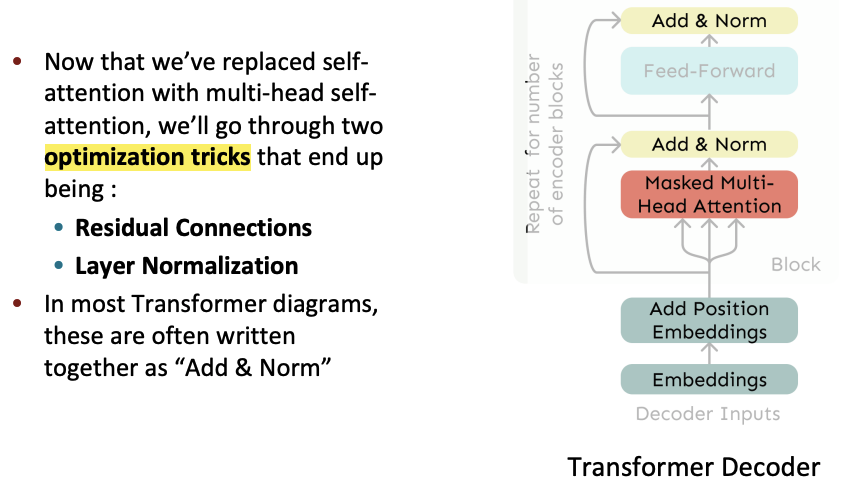 • Now that we’ve replaced self-
attention with multi-head self-
attention, we’ll go through two
optimization tricks that end up
being :
• Residual Connections
• Layer Normalization
• In most Transformer diagrams,
these are often written
together as “Add & Norm”
Add & Norm
Feed-Forward
Add & Norm
Masked Multi-
Head Attention
Repeat for number
of encoder blocks
Block
Add Position
Embeddings
Embeddings
Decoder Inputs
Transformer Decoder